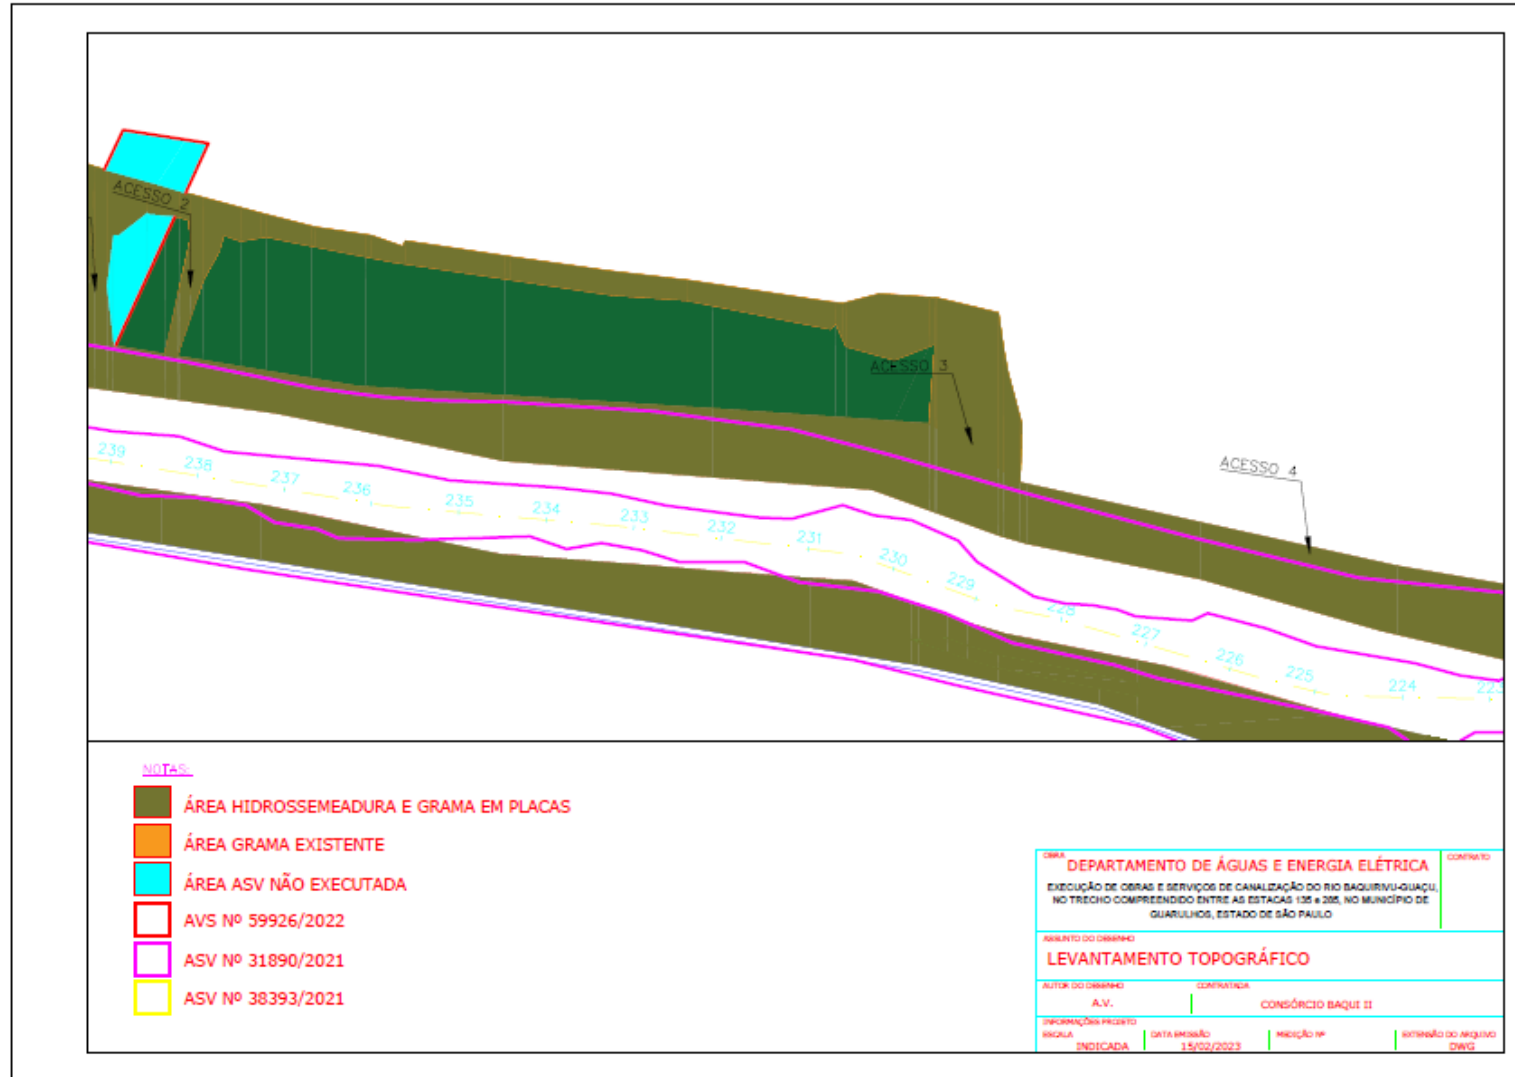 ACESSO 2
ACESSO 3
ACESSO 4
239
238
237
236
235
234
233
232
231
230
229
228
227
226
225
224
223
NOTAS:
ÁREA HIDROSSEMEADURA E GRAMA EM PLACAS
ÁREA GRAMA EXISTENTE
ÁREA ASV NÃO EXECUTADA
AVS Nº 59926/2022
ASV Nº 31890/2021
ASV Nº 38393/2021
OBRA
DEPARTAMENTO DE ÁGUAS E ENERGIA ELÉTRICA
CONTRATO
EXECUÇÃO DE OBRAS E SERVIÇOS DE CANALIZAÇÃO DO RIO BAQUIRIVU-GUAÇU,
NO TRECHO COMPREENDIDO ENTRE AS ESTACAS 135 e 285, NO MUNICÍPIO DE
GUARULHOS, ESTADO DE SÃO PAULO
ASSUNTO DO DESENHO
LEVANTAMENTO TOPOGRÁFICO
AUTOR DO DESENHO
CONTRATADA
A.V.
CONSÓRCIO BAQUI II
INFORMAÇÕES PROJETO
ESCALA
DATA EMISSÃO
MEDIÇÃO Nº
EXTENSÃO DO ARQUIVO
INDICADA
15/02/2023
DWG